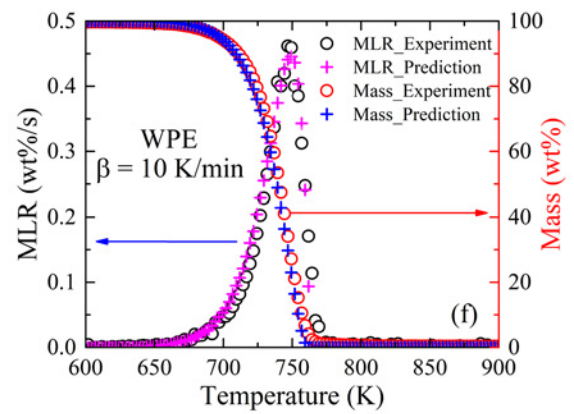 0.5
0.4
0.3
0.2
0.1
0.0
MLR (wt%/s)
WPE
β = 10 K/min
MLR_Experiment
MLR_Prediction
Mass_Experiment
Mass_Prediction
(f)
100
80
60
40
20
0
Mass (wt%)
600 650 700 750 800 850 900
Temperature (K)